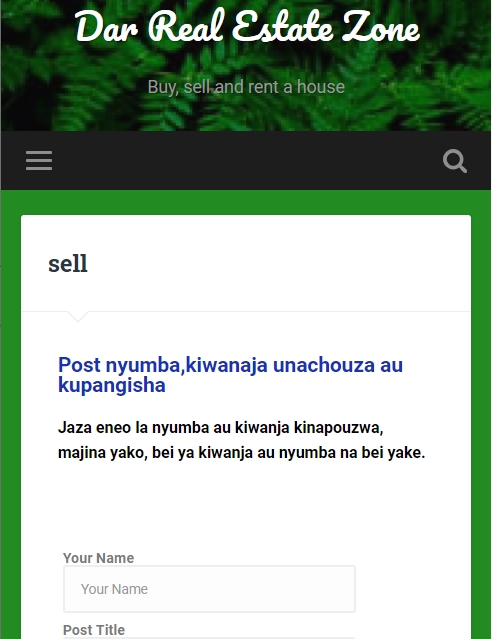 Dar Real Estate Zone
Buy, sell and rent a house
sell
Post nyumba,kiwanaja unachouza au
kupangisha
Jaza eneo la nyumba au kiwanja kinapouzwa,
majina yako, bei ya kiwanja au nyumba na bei yake.
Your Name
Your Name
Post Title